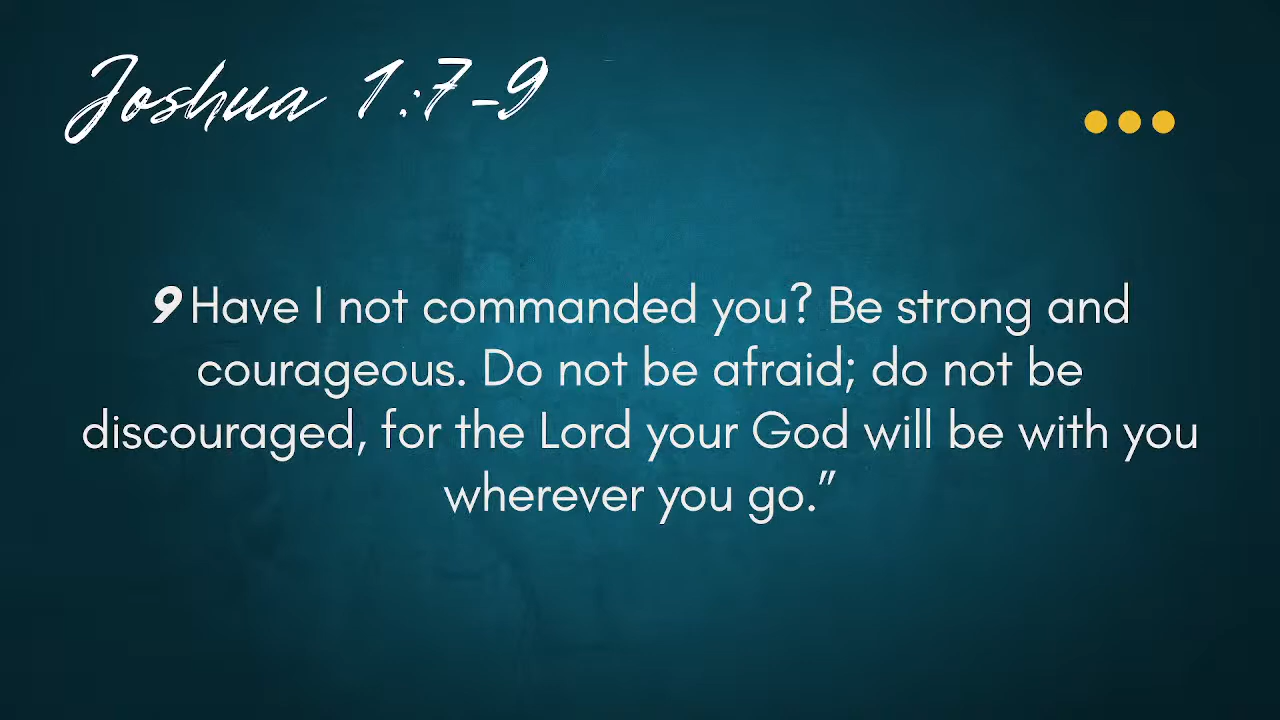 Joshua 1:7-9
9 Have I not commanded you? Be strong and
courageous. Do not be afraid; do not be
discouraged, for the Lord your God will be with you
wherever you go.”